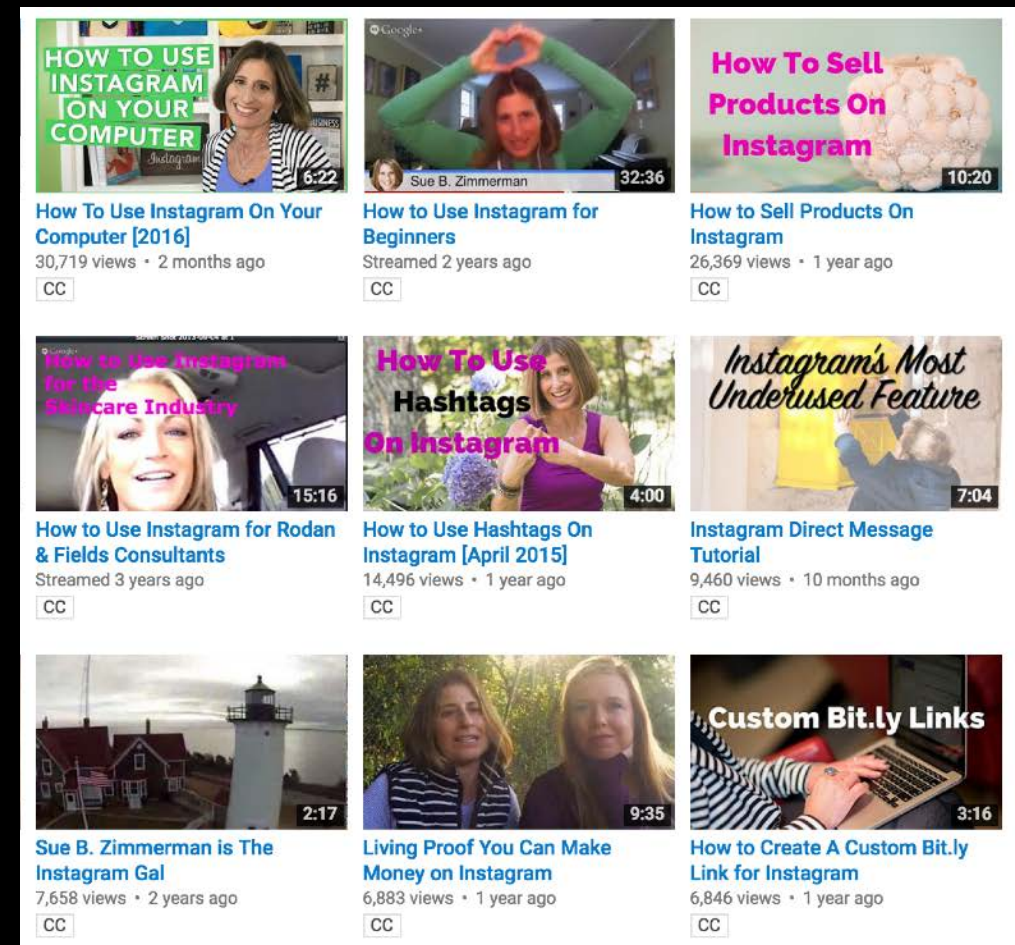 HOW TO USE
INSTAGRAM
ON YOUR
COMPUTER
#
BUSINESS
Instagram
6:22
How To Use Instagram On Your
Computer [2016]
30,719 views • 2 months ago
CC
Google+
Sue B. Zimmerman
32:36
How to Use Instagram for
Beginners
Streamed 2 years ago
CC
How To Sell
Products On
Instagram
10:20
How to Sell Products On
Instagram
26,369 views • 1 year ago
CC
How to Use Instagram
for the
Skincare Industry
15:16
How to Use Instagram for Rodan
& Fields Consultants
Streamed 3 years ago
CC
How To Use
Hashtags
On Instagram
4:00
How to Use Hashtags On
Instagram [April 2015]
14,496 views • 1 year ago
CC
Instagram's Most
Underused Feature
7:04
Instagram Direct Message
Tutorial
9,460 views • 10 months ago
CC
2:17
Sue B. Zimmerman is The
Instagram Gal
7,658 views • 2 years ago
CC
9:35
Living Proof You Can Make
Money on Instagram
6,883 views • 1 year ago
CC
Custom Bit.ly Links
3:16
How to Create A Custom Bit.ly
Link for Instagram
6,846 views • 1 year ago
CC